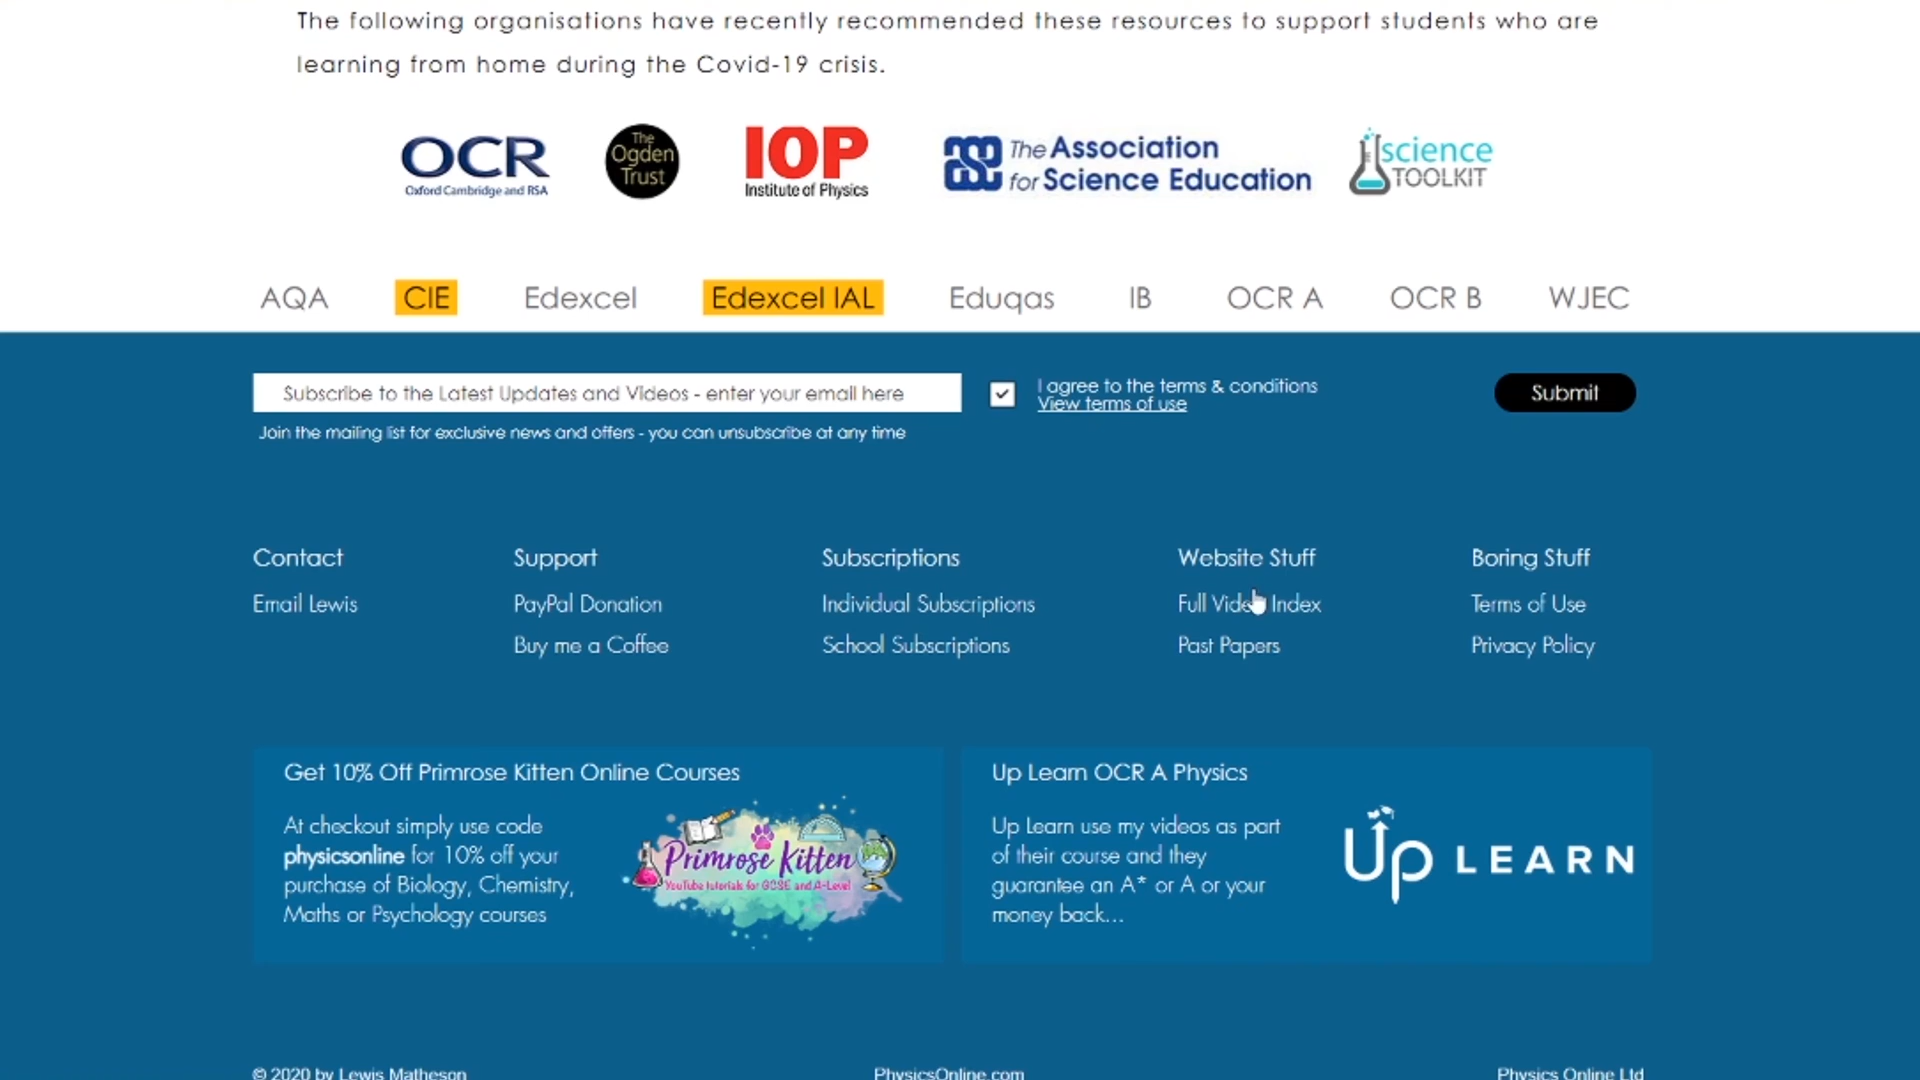 The following organisations have recently recommended these resources to support students who are
learning from home during the Covid-19 crisis.
OCR
Oxford Cambridge and RSA
The
Ogden
Trust
IOP
Institute of Physics
The Association
for Science Education
science
TOOLKIT
AQA CIE Edexcel Edexcel IAL Eduqas IB OCR A OCR B WJEC
Subscribe to the Latest Updates and Videos - enter your email here
I agree to the terms & conditions
View terms of use
Submit
Join the mailing list for exclusive news and offers - you can unsubscribe at any time
Contact
Email Lewis
Support
PayPal Donation
Buy me a Coffee
Subscriptions
Individual Subscriptions
School Subscriptions
Website Stuff
Full Video Index
Past Papers
Boring Stuff
Terms of Use
Privacy Policy
Get 10% Off Primrose Kitten Online Courses
At checkout simply use code
physicsonline for 10% off your
purchase of Biology, Chemistry,
Maths or Psychology courses
Primrose Kitten
YouTube tutorials for GCSE and A-Level
Up Learn OCR A Physics
Up Learn use my videos as part
of their course and they
guarantee an A* or A or your
money back...
Up LEARN
© 2020 by Lewis Matheson
PhysicsOnline.com
Physics Online Ltd